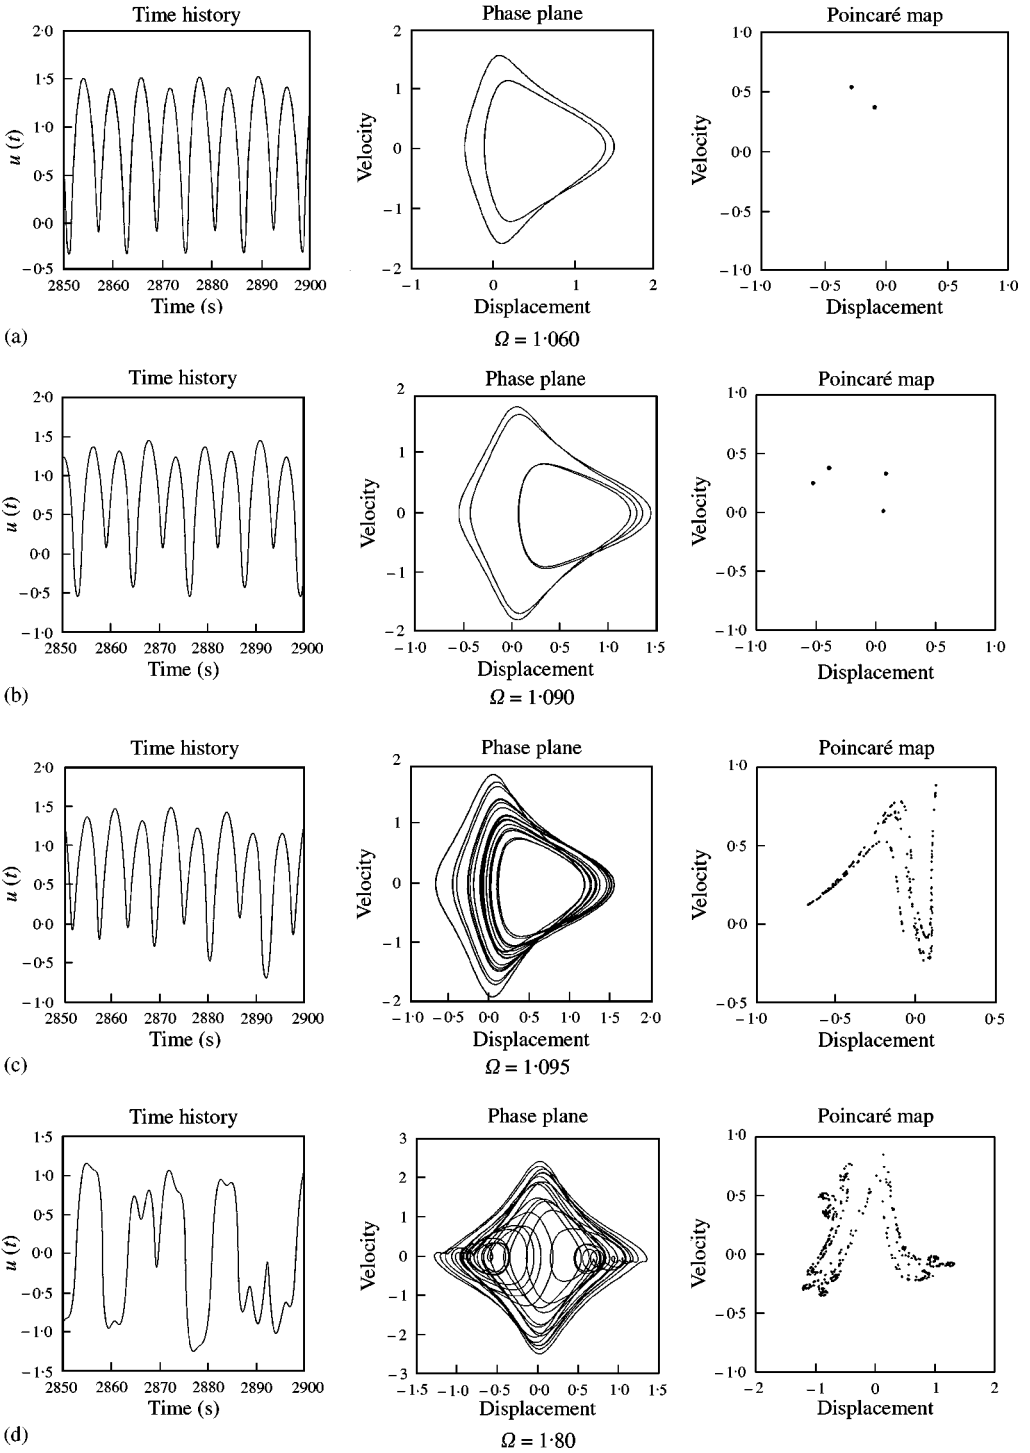 Time history Phase plane Poincaré map
2·0
1·5
1·0
0·5
0·0
−0·5
u (t)
2850 2860 2870 2880 2890 2900
Time (s)
2
1
0
−1
−2
Velocity
−1 0 1 2
Displacement
1·0
0·5
0·0
−0·5
−1·0
Velocity
−1·0 −0·5 0·0 0·5 1·0
Displacement
(a)
Ω = 1·060
Time history Phase plane Poincaré map
2·0
1·5
1·0
0·5
0·0
−0·5
−1·0
u (t)
2850 2860 2870 2880 2890 2900
Time (s)
2
1
0
−1
−2
Velocity
−1·0 −0·5 0·0 0·5 1·0 1·5
Displacement
1·0
0·5
0·0
−0·5
−1·0
Velocity
−1·0 −0·5 0·0 0·5 1·0
Displacement
(b)
Ω = 1·090
Time history Phase plane Poincaré map
2·0
1·5
1·0
0·5
0·0
−0·5
−1·0
u (t)
2850 2860 2870 2880 2890 2900
Time (s)
2
1
0
−1
−2
Velocity
−1·0 −0·5 0·0 0·5 1·0 1·5 2·0
Displacement
1·0
0·5
0·0
−0·5
Velocity
−1·0 −0·5 0·0 0·5
Displacement
(c)
Ω = 1·095
Time history Phase plane Poincaré map
1·5
1·0
0·5
0·0
−0·5
−1·0
−1·5
u (t)
2850 2860 2870 2880 2890 2900
Time (s)
3
2
1
0
−1
−2
−3
Velocity
−1·5 −1·0 −0·5 0·0 0·5 1·0 1·5
Displacement
1·0
0·5
0·0
−0·5
−1·0
Velocity
−2 −1 0 1 2
Displacement
(d)
Ω = 1·80